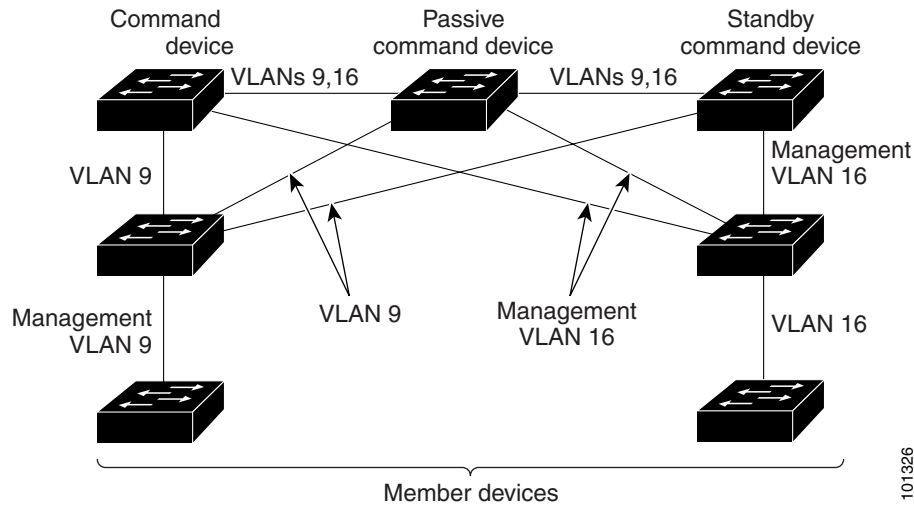 Command
device
Passive
command device
Standby
command device
VLANs 9,16
VLANs 9,16
VLAN 9
Management
VLAN 16
VLAN 9
Management
VLAN 16
Management
VLAN 9
VLAN 16
Member devices
101326